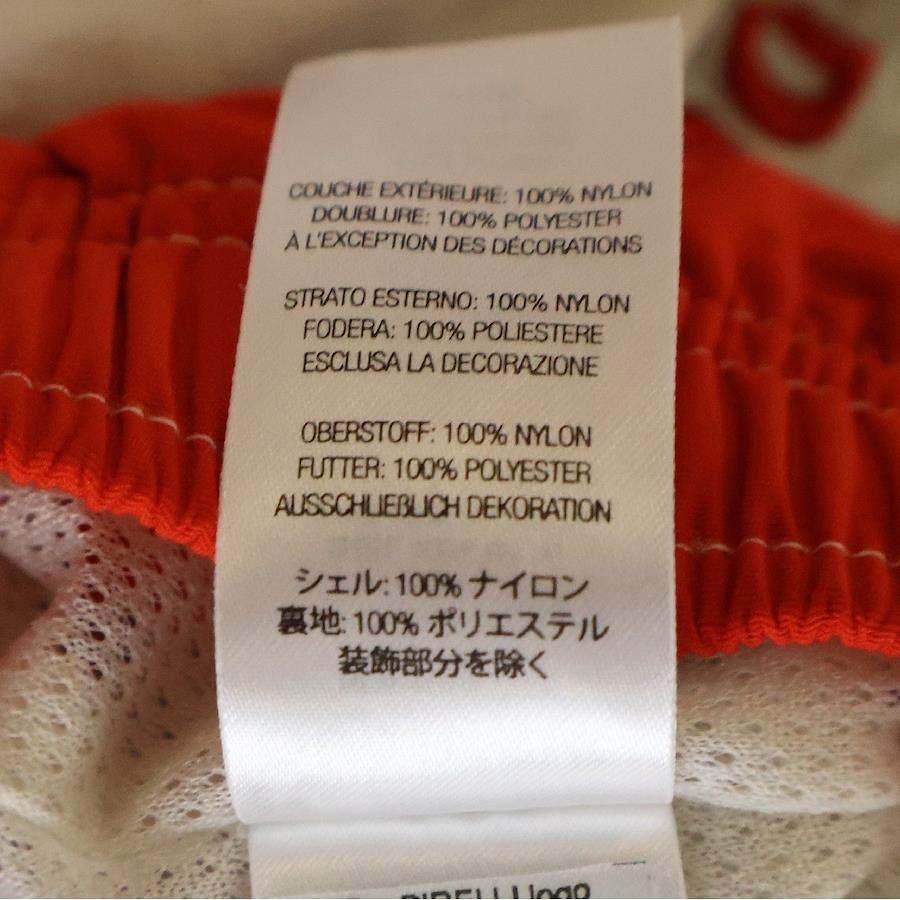 COUCHE EXTÉRIEURE: 100% NYLON
DOUBLURE: 100% POLYESTER
À L'EXCEPTION DES DÉCORATIONS
STRATO ESTERNO: 100% NYLON
FODERA: 100% POLIESTERE
ESCLUSA LA DECORAZIONE
OBERSTOFF: 100% NYLON
FUTTER: 100% POLYESTER
AUSSCHLIEßLICH DEKORATION
シェル: 100% ナイロン
裏地: 100% ポリエステル
装飾部分を除く